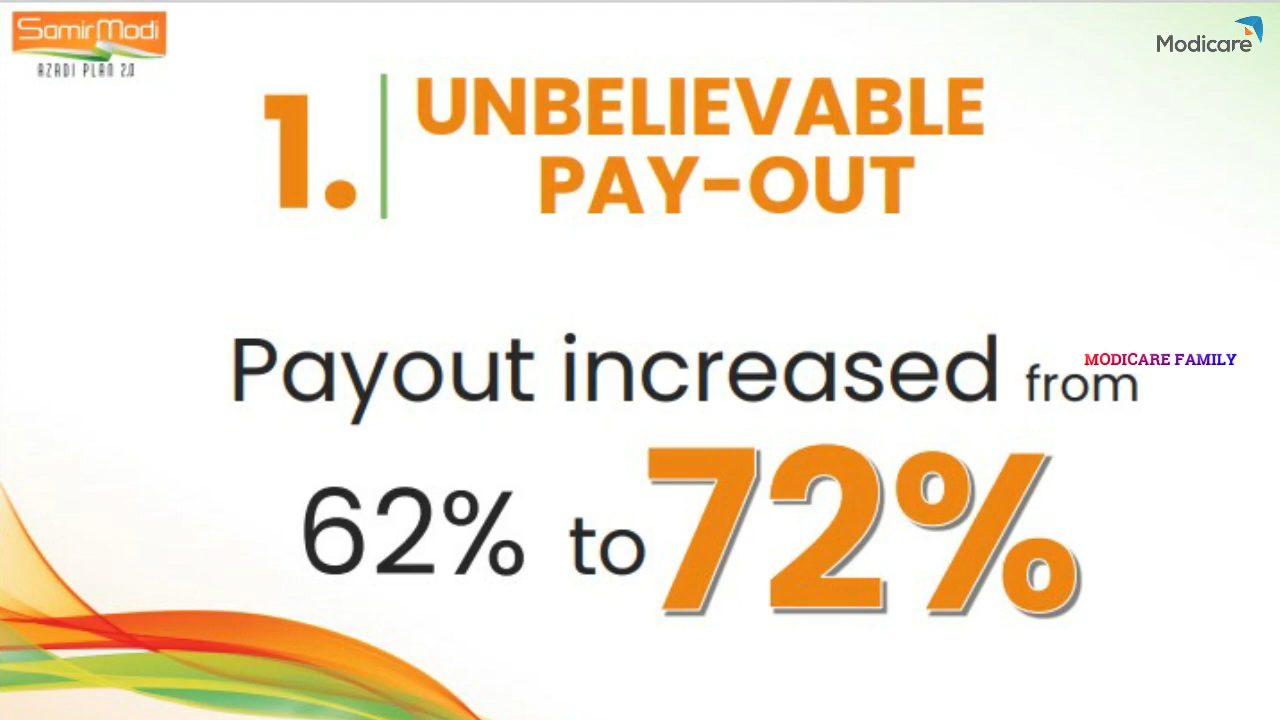 SamirModi
AZADI PLAN 2.0
Modicare
1.
UNBELIEVABLE
PAY-OUT
Payout increased from
MODICARE FAMILY
62% to 72%